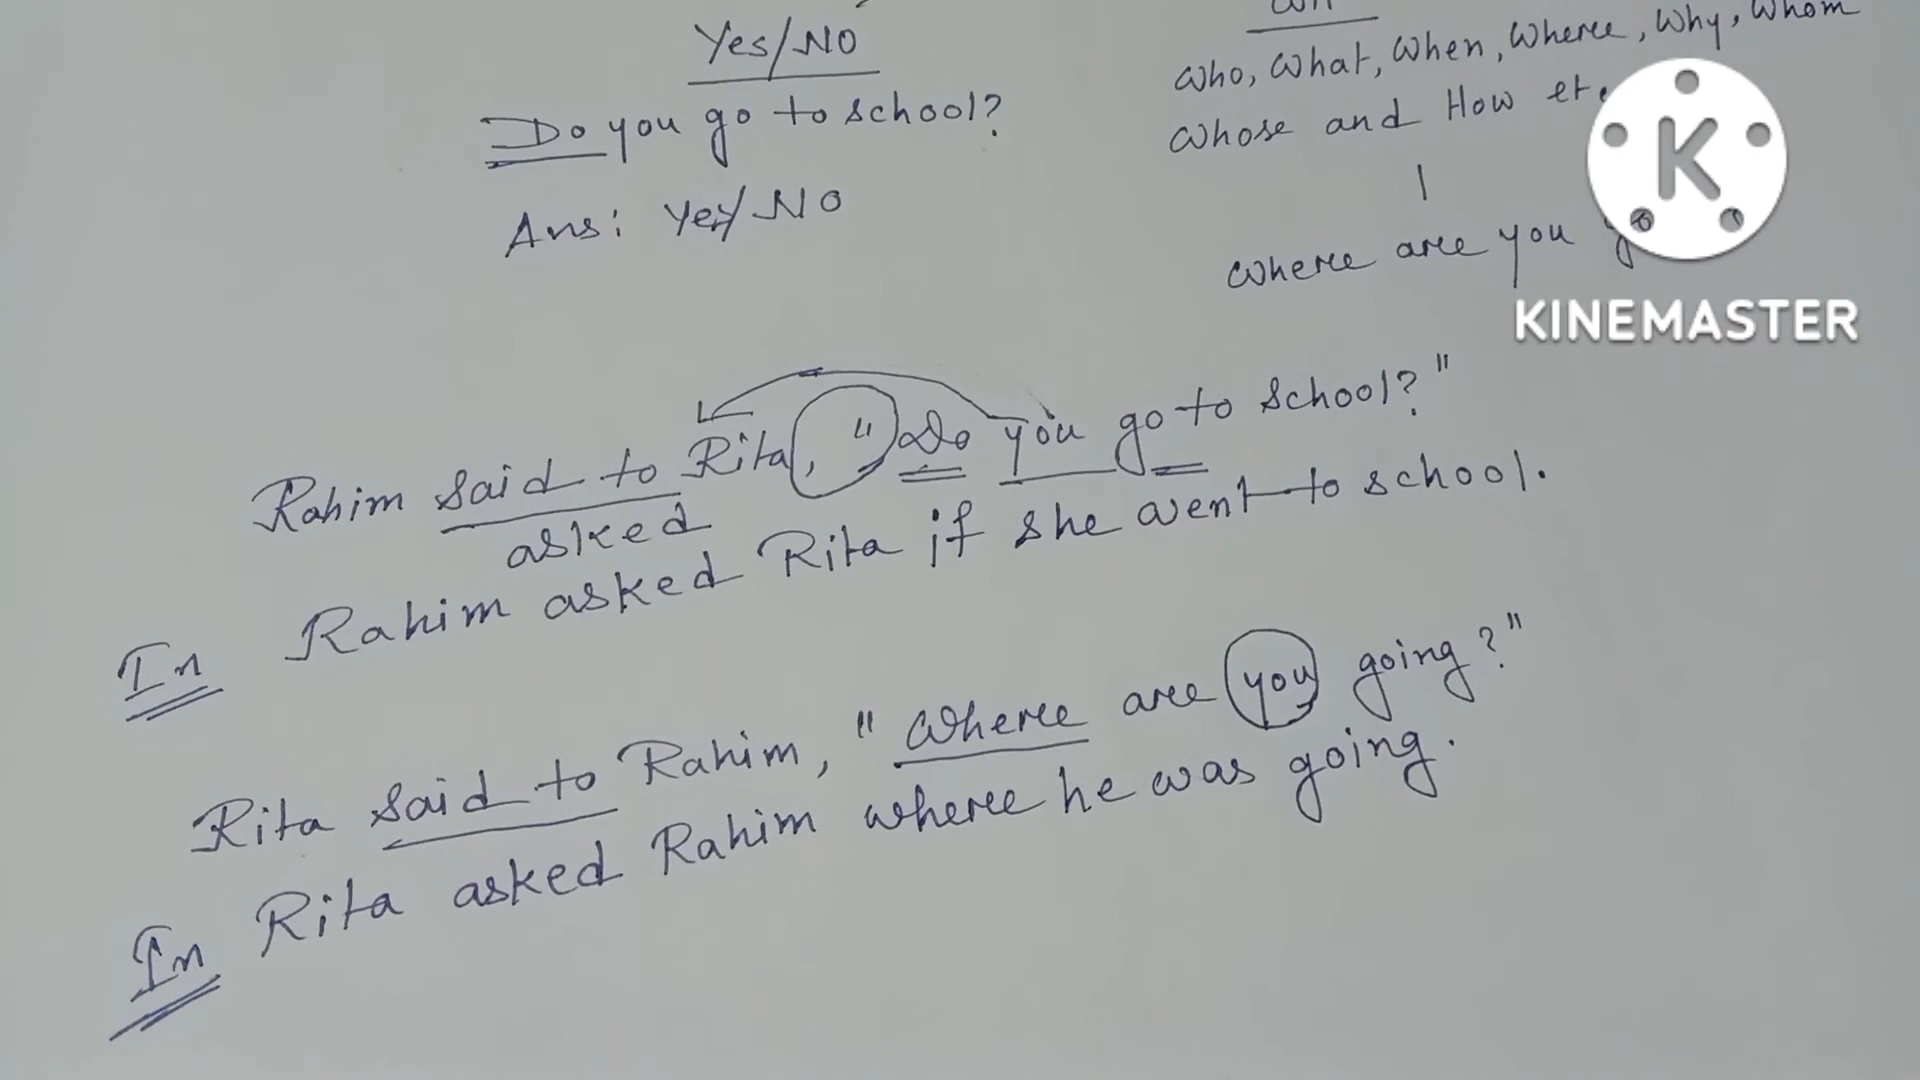 Yes/No
Do you go to school?
Ans: Yes/No
Wh
Who, What, When, Where, Why, Whom
Whose and How etc
Where are you
KINEMASTER
Rahim said to Rita, "Do you go to school?"
asked
In Rahim asked Rita if she went to school.
Rita said to Rahim, "Where are you going?"
In Rita asked Rahim where he was going.